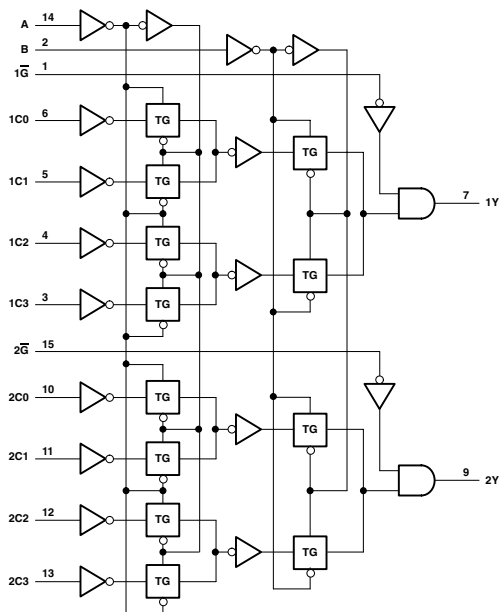 A 14
B 2
1G̅ 1
1C0 6
TG
1C1 5
TG
TG
7 1Y
1C2 4
TG
1C3 3
TG
TG
2G̅ 15
2C0 10
TG
2C1 11
TG
TG
9 2Y
2C2 12
TG
2C3 13
TG
TG